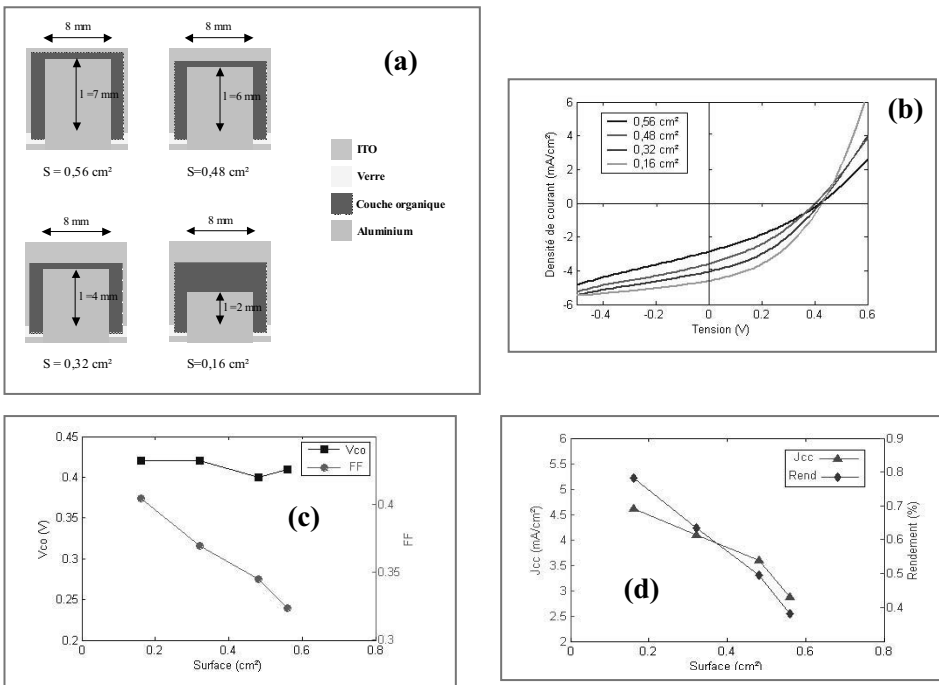 (a)
8 mm
8 mm
l =7 mm
l =6 mm
S = 0,56 cm²
S=0,48 cm²
8 mm
8 mm
l =4 mm
l =2 mm
S = 0,32 cm²
S=0,16 cm²
ITO
Verre
Couche organique
Aluminium
(b)
0,56 cm²
0,48 cm²
0,32 cm²
0,16 cm²
Densité de courant (mA/cm²)
6
4
2
0
-2
-4
-6
-0.4
-0.2
0
0.2
0.4
0.6
Tension (V)
(c)
Vco
FF
Vco (V)
0.45
0.4
0.35
0.3
0.25
0.2
FF
0.4
0.35
0.3
0
0.2
0.4
0.6
0.8
Surface (cm²)
(d)
Jcc
Rend
Jcc (mA/cm²)
6
5.5
5
4.5
4
3.5
3
2.5
2
Rendement (%)
0.9
0.8
0.7
0.6
0.5
0.4
0
0.2
0.4
0.6
0.8
Surface (cm²)